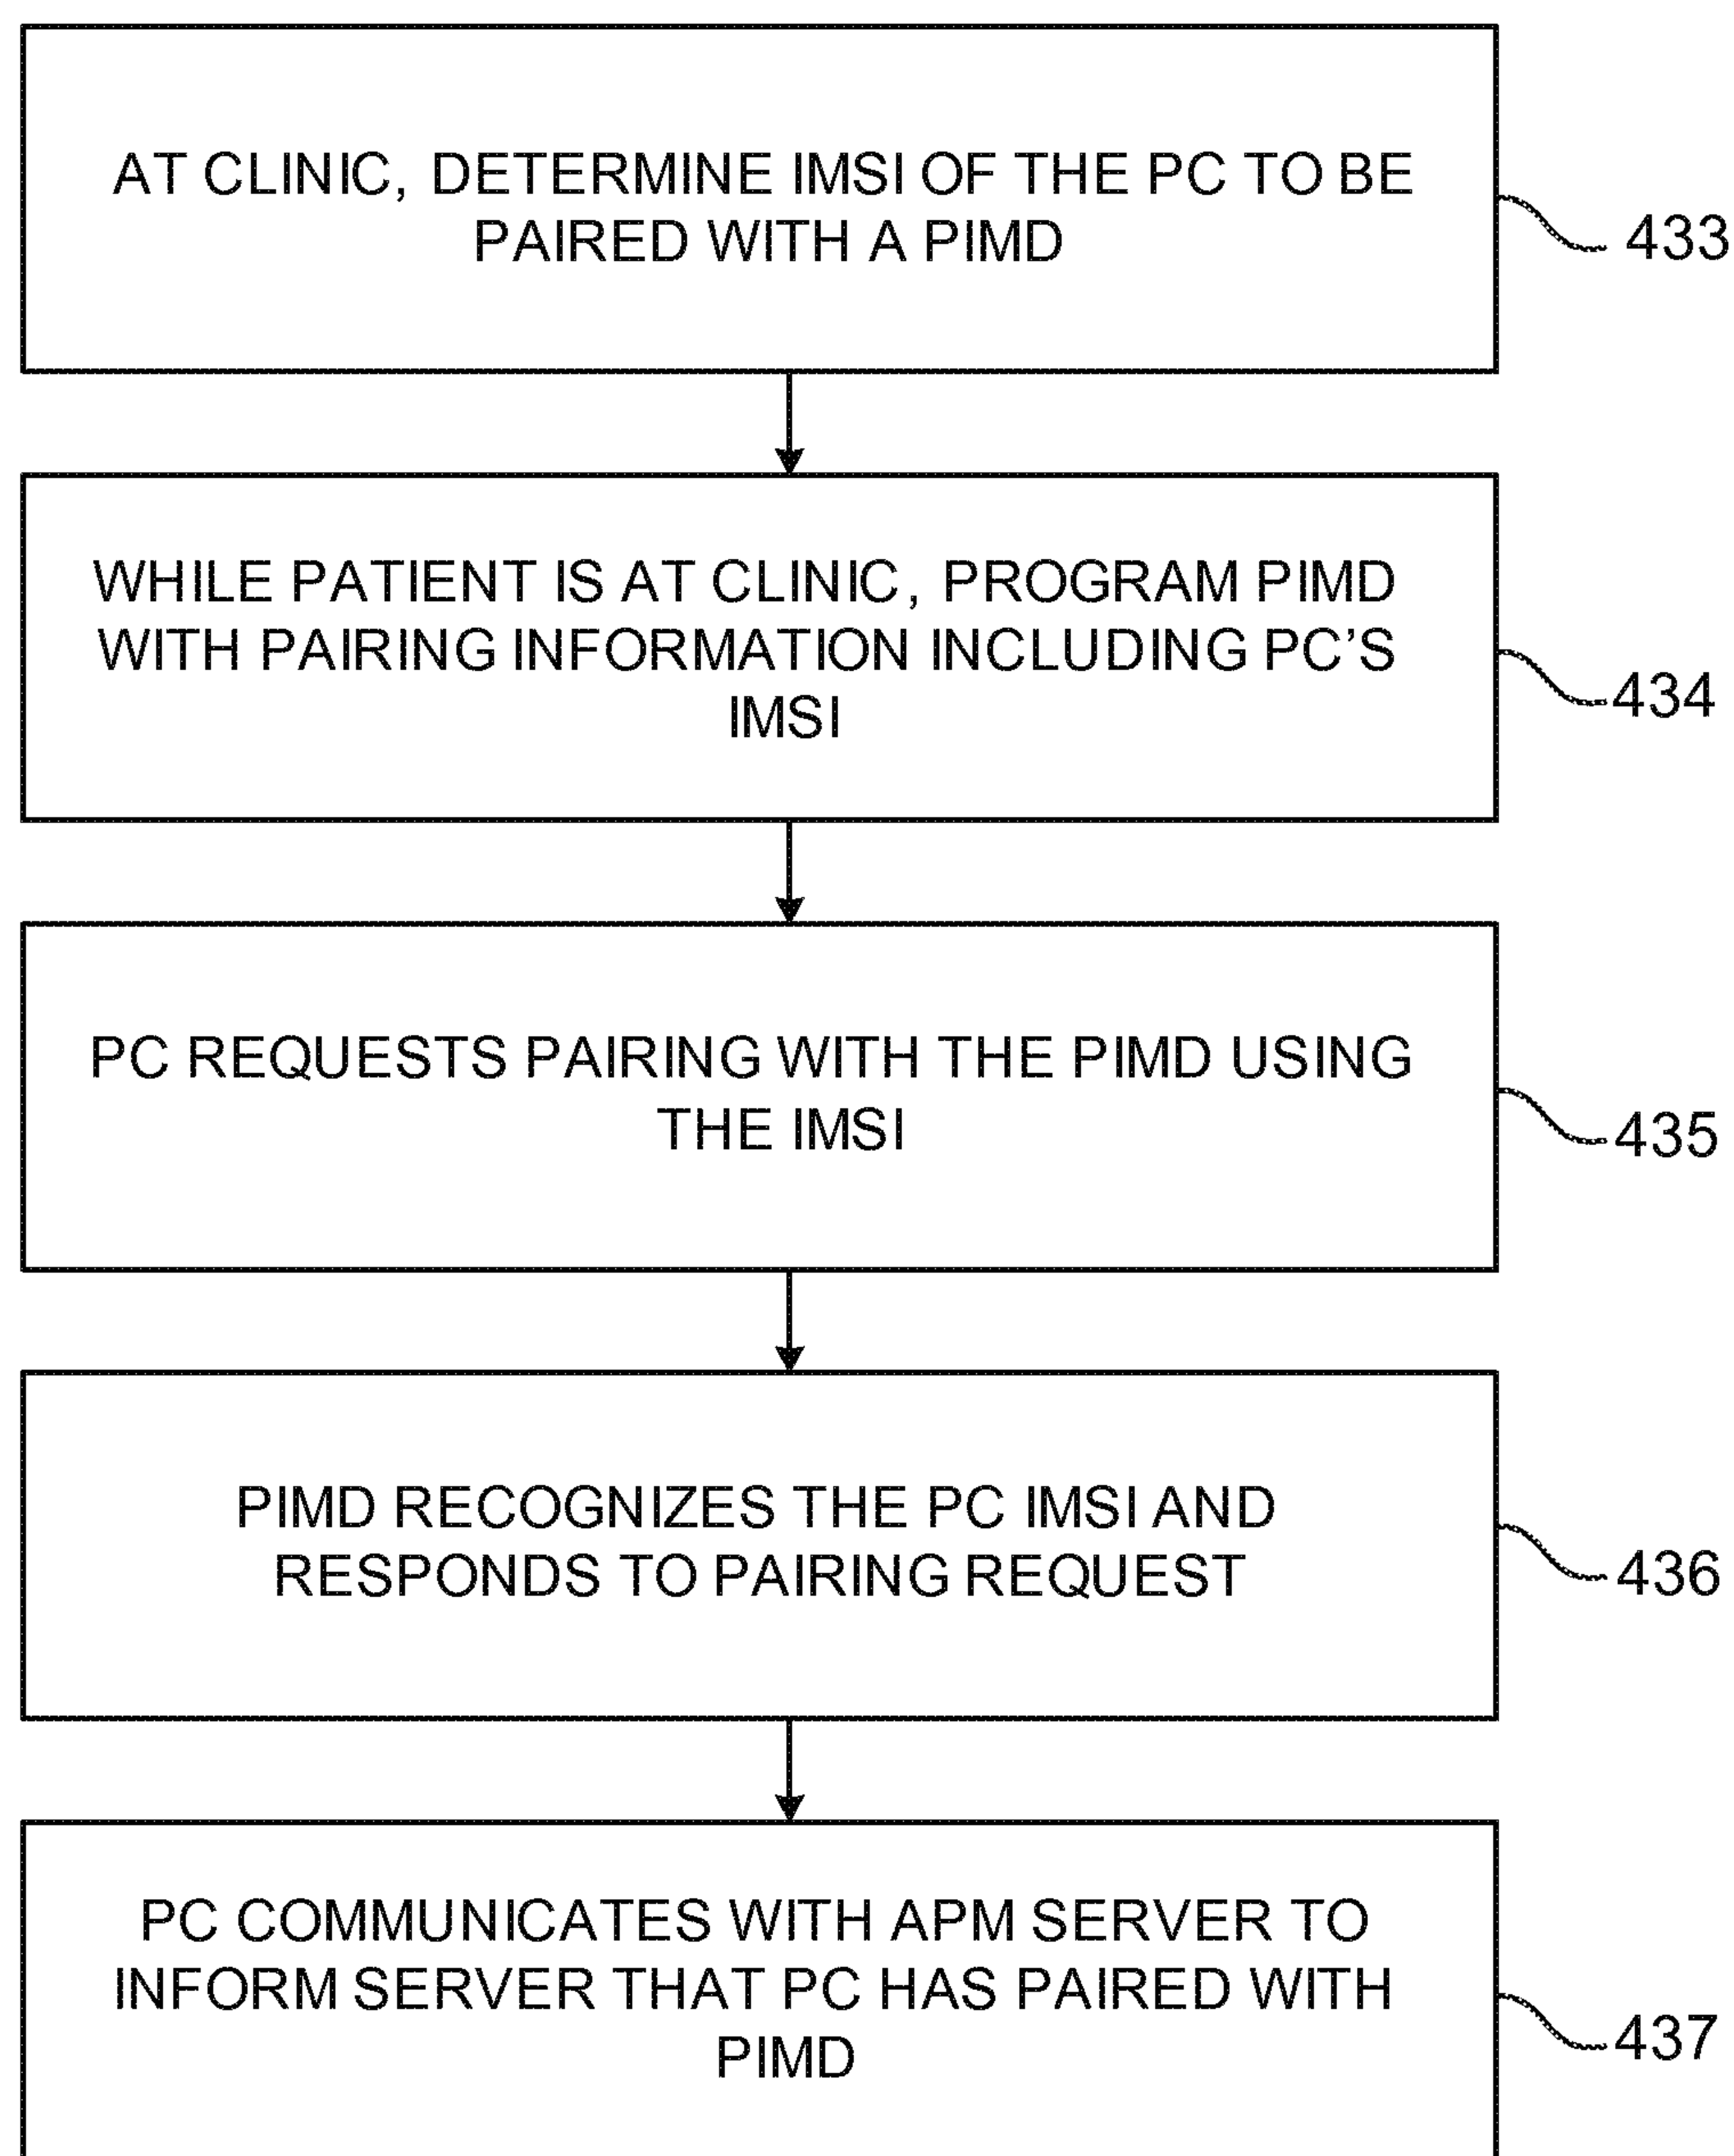 AT CLINIC, DETERMINE IMSI OF THE PC TO BE
PAIRED WITH A PIMD
433
WHILE PATIENT IS AT CLINIC, PROGRAM PIMD
WITH PAIRING INFORMATION INCLUDING PC’S
IMSI
434
PC REQUESTS PAIRING WITH THE PIMD USING
THE IMSI
435
PIMD RECOGNIZES THE PC IMSI AND
RESPONDS TO PAIRING REQUEST
436
PC COMMUNICATES WITH APM SERVER TO
INFORM SERVER THAT PC HAS PAIRED WITH
PIMD
437